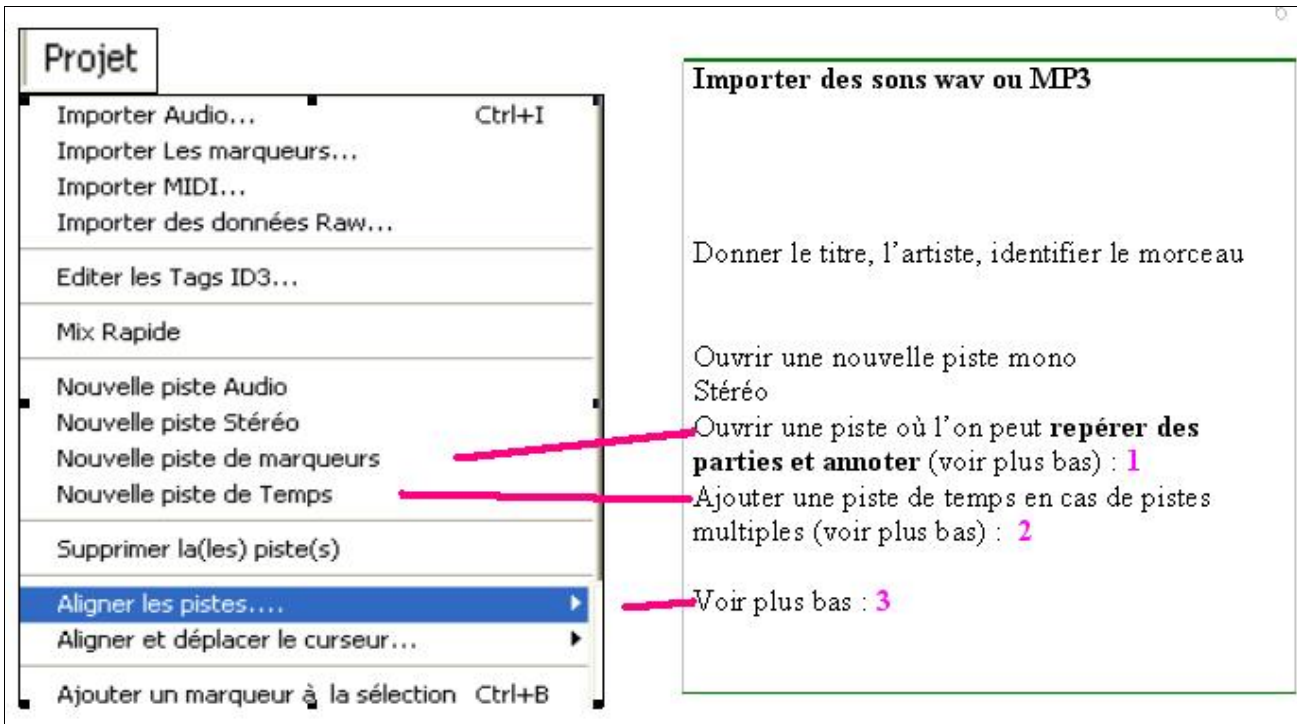 6
Projet
Importer Audio... Ctrl+I
Importer Les marqueurs...
Importer MIDI...
Importer des données Raw...
Editer les Tags ID3...
Mix Rapide
Nouvelle piste Audio
Nouvelle piste Stéréo
Nouvelle piste de marqueurs
Nouvelle piste de Temps
Supprimer la(les) piste(s)
Aligner les pistes....
Aligner et déplacer le curseur...
Ajouter un marqueur à la sélection Ctrl+B
Importer des sons wav ou MP3
Donner le titre, l'artiste, identifier le morceau
Ouvrir une nouvelle piste mono
Stéréo
Ouvrir une piste où l'on peut repérer des
parties et annoter (voir plus bas) : 1
Ajouter une piste de temps en cas de pistes
multiples (voir plus bas) : 2
Voir plus bas : 3